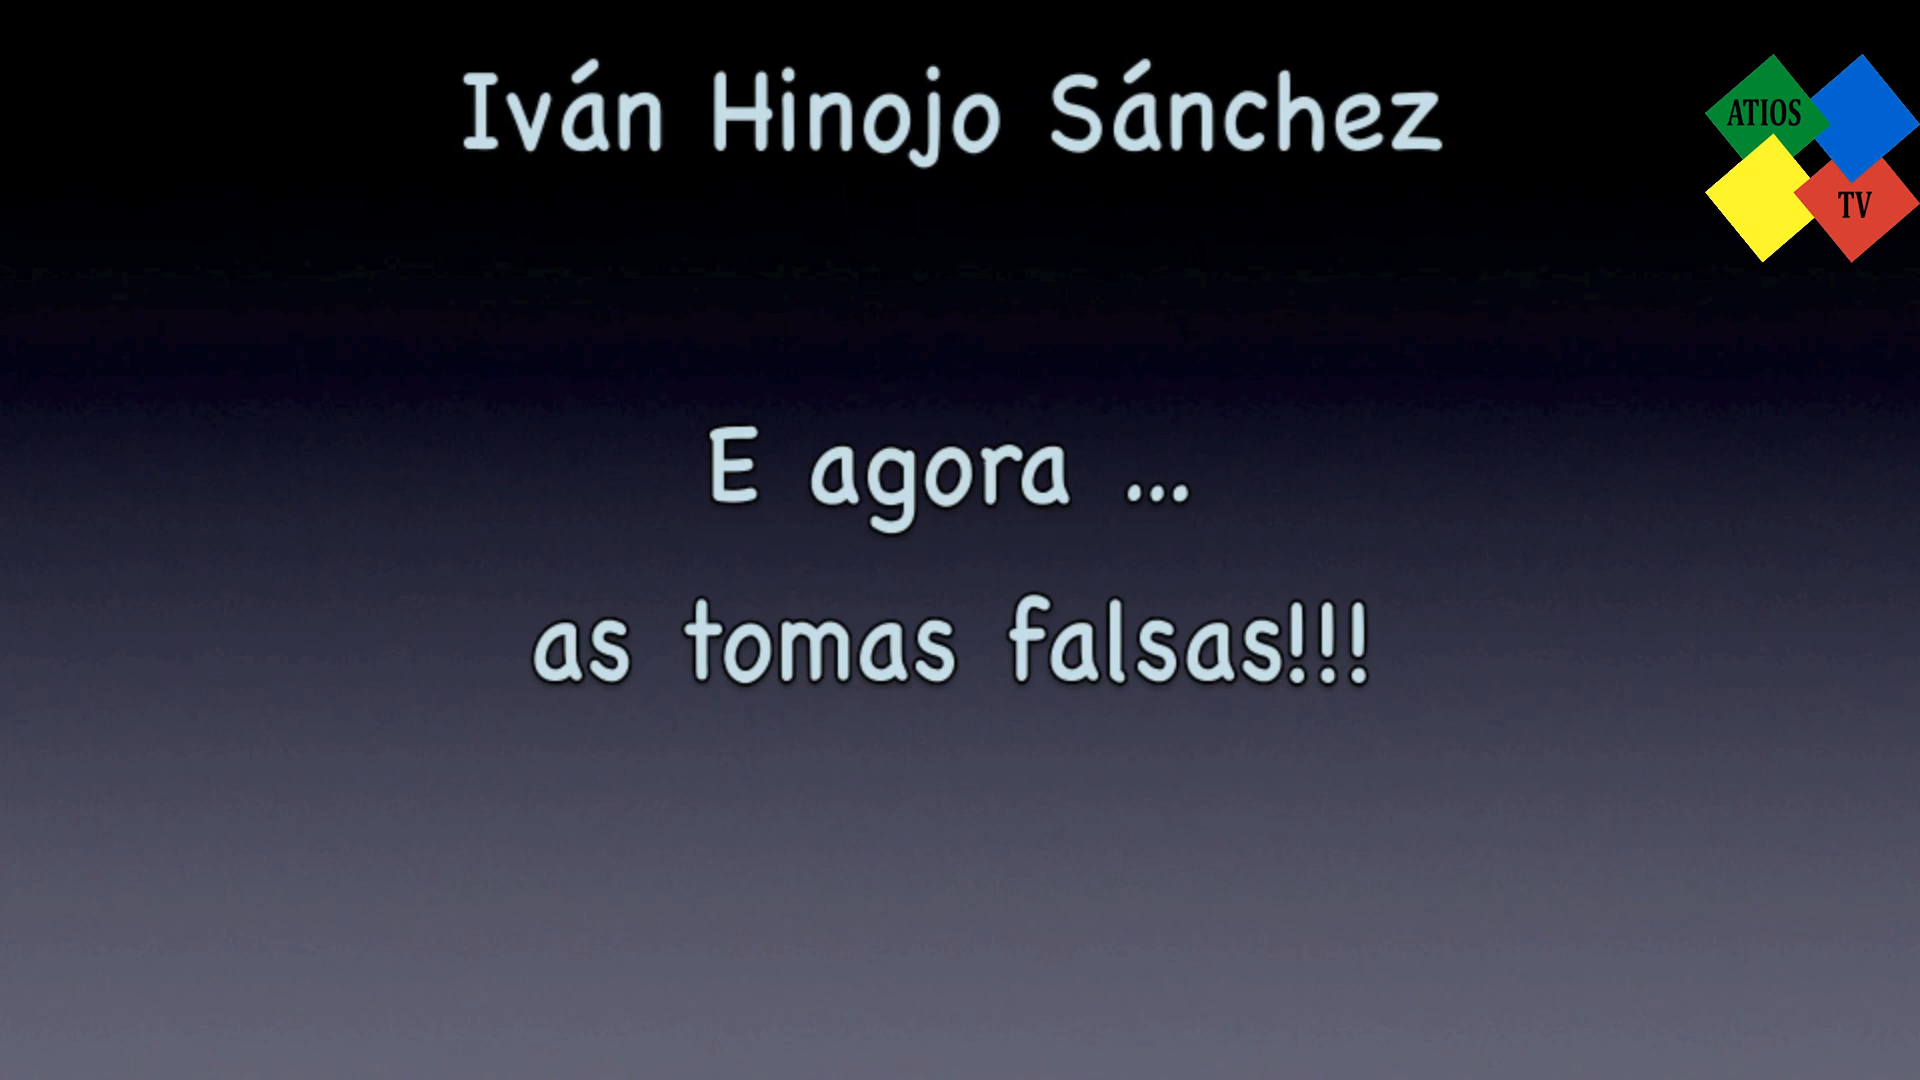 Iván Hinojo Sánchez
ATIOS
TV
E agora ...
as tomas falsas!!!